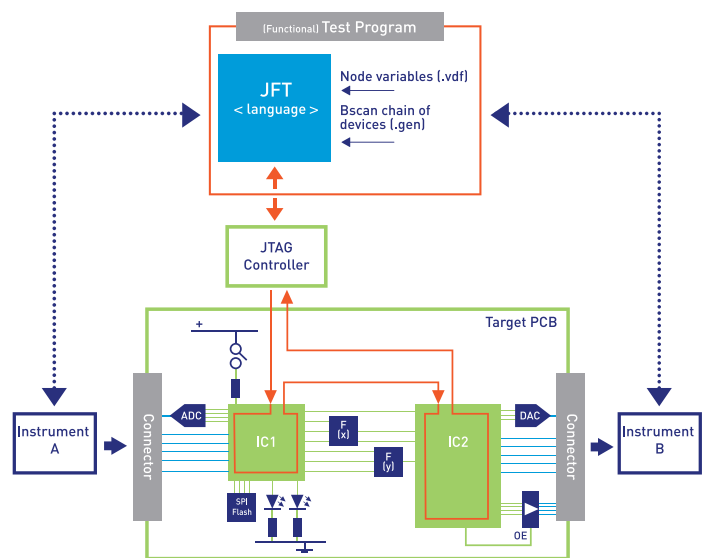 (Functional) Test Program
JFT
< language >
Node variables (.vdf)
Bscan chain of
devices (.gen)
JTAG
Controller
Target PCB
+
ADC
DAC
Connector
Connector
Instrument
A
IC1
F
(x)
F
(y)
IC2
Instrument
B
SPI
Flash
OE